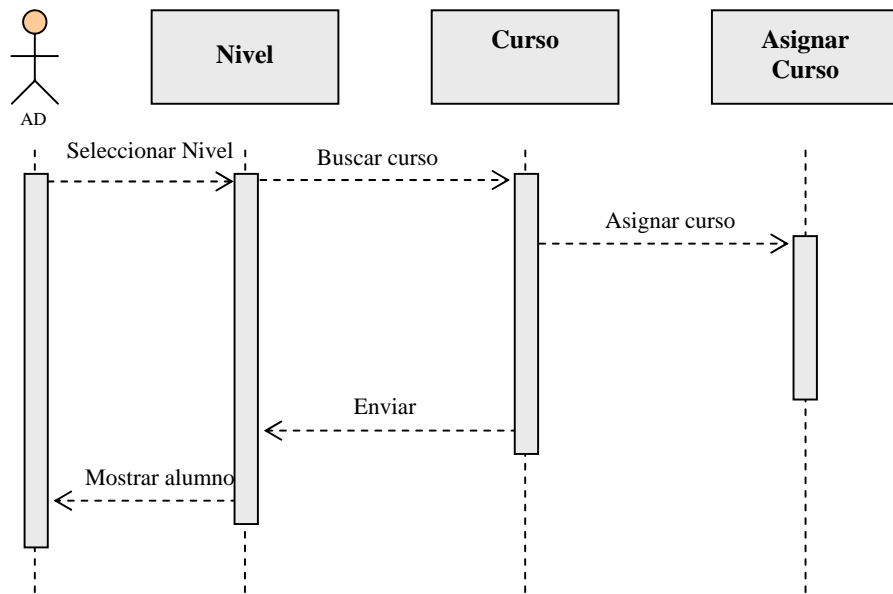 Nivel
Curso
Asignar
Curso
AD
Seleccionar Nivel
Buscar curso
Asignar curso
Enviar
Mostrar alumno